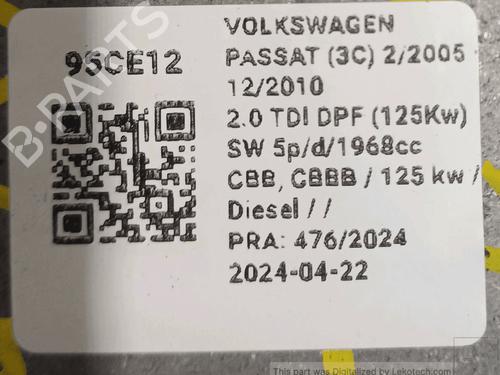 VOLKSWAGEN
95CE12
PASSAT (3C) 2/2005
12/2010
2.0 TDI DPF (125Kw)
SW 5p/d/1968cc
CBB, CBBB / 125 kw /
Diesel / /
PRA: 476/2024
2024-04-22
B-PARTS
This part was Digitalized by Lekotech.com